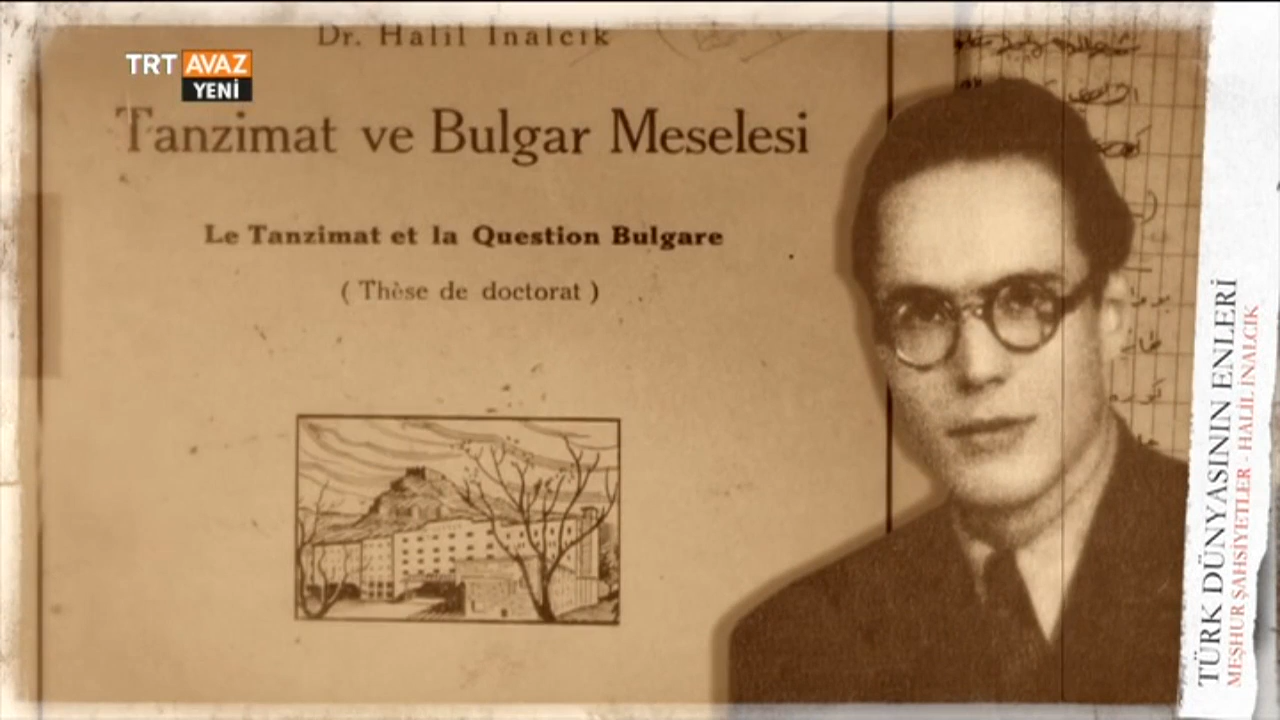 Dr. Halil İnalcık
TRT AVAZ
YENİ
Tanzimat ve Bulgar Meselesi
Le Tanzimat et la Question Bulgare
( Thèse de doctorat )
TÜRK DÜNYASININ ENLERİ
MEŞHUR ŞAHSİYETLER - HALİL İNALCIK